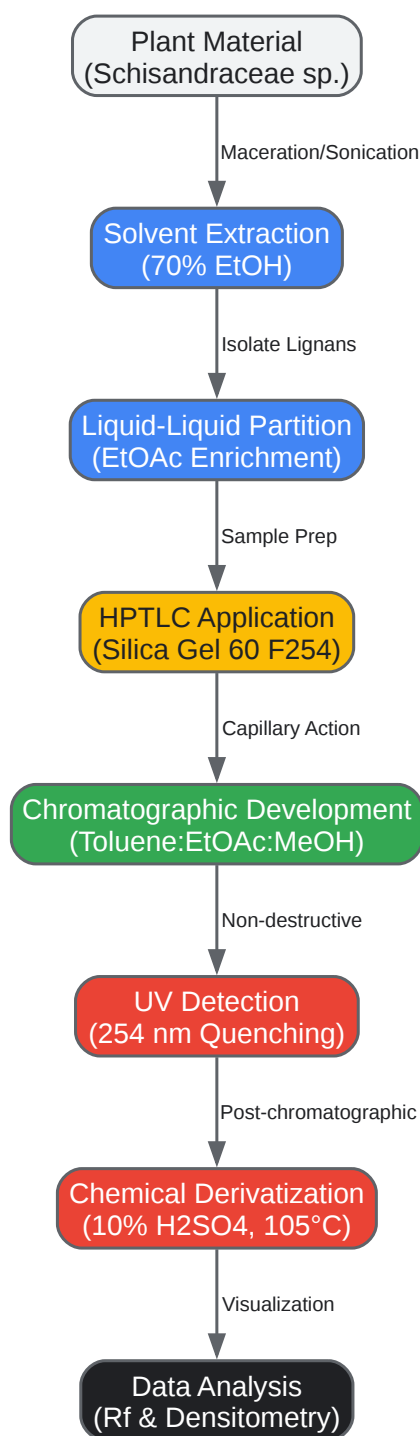 Plant Material
(Schisandraceae sp.)
Maceration/Sonication
Solvent Extraction
(70% EtOH)
Isolate Lignans
Liquid-Liquid Partition
(EtOAc Enrichment)
Sample Prep
HPTLC Application
(Silica Gel 60 F254)
Capillary Action
Chromatographic Development
(Toluene:EtOAc:MeOH)
Non-destructive
UV Detection
(254 nm Quenching)
Post-chromatographic
Chemical Derivatization
(10% H2SO4, 105°C)
Visualization
Data Analysis
(Rf & Densitometry)